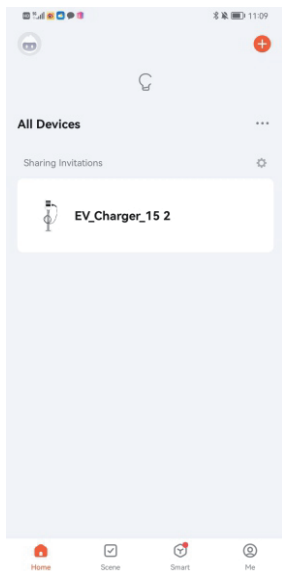 11:09
All Devices
Sharing Invitations
EV_Charger_15 2
Home Scene Smart Me